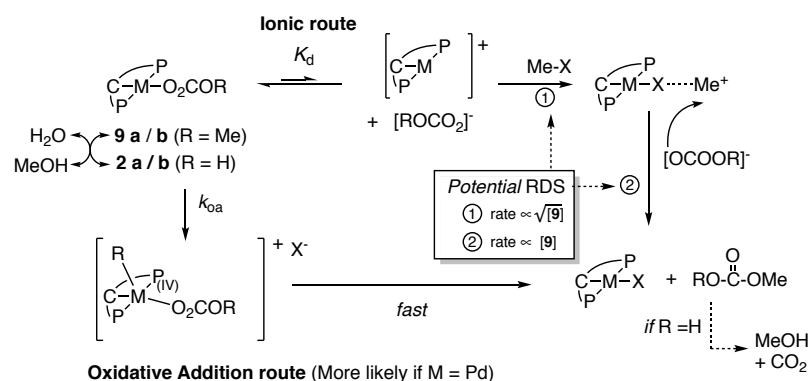 Ionic route
K_d
C M P P O₂COR
[C M P P]⁺
+ [ROCO₂]⁻
Me-X
①
C M P P X Me⁺
H₂O 9 a / b (R = Me)
MeOH 2 a / b (R = H)
[OCOOR]⁻
②
Potential RDS
① rate ∝ √[9]
② rate ∝ [9]
k_oa
[R C M P P (IV) O₂COR]⁺ X⁻
fast
C M P P X
+
O
RO-C-OMe
if R =H
MeOH
+ CO₂
Oxidative Addition route (More likely if M = Pd)